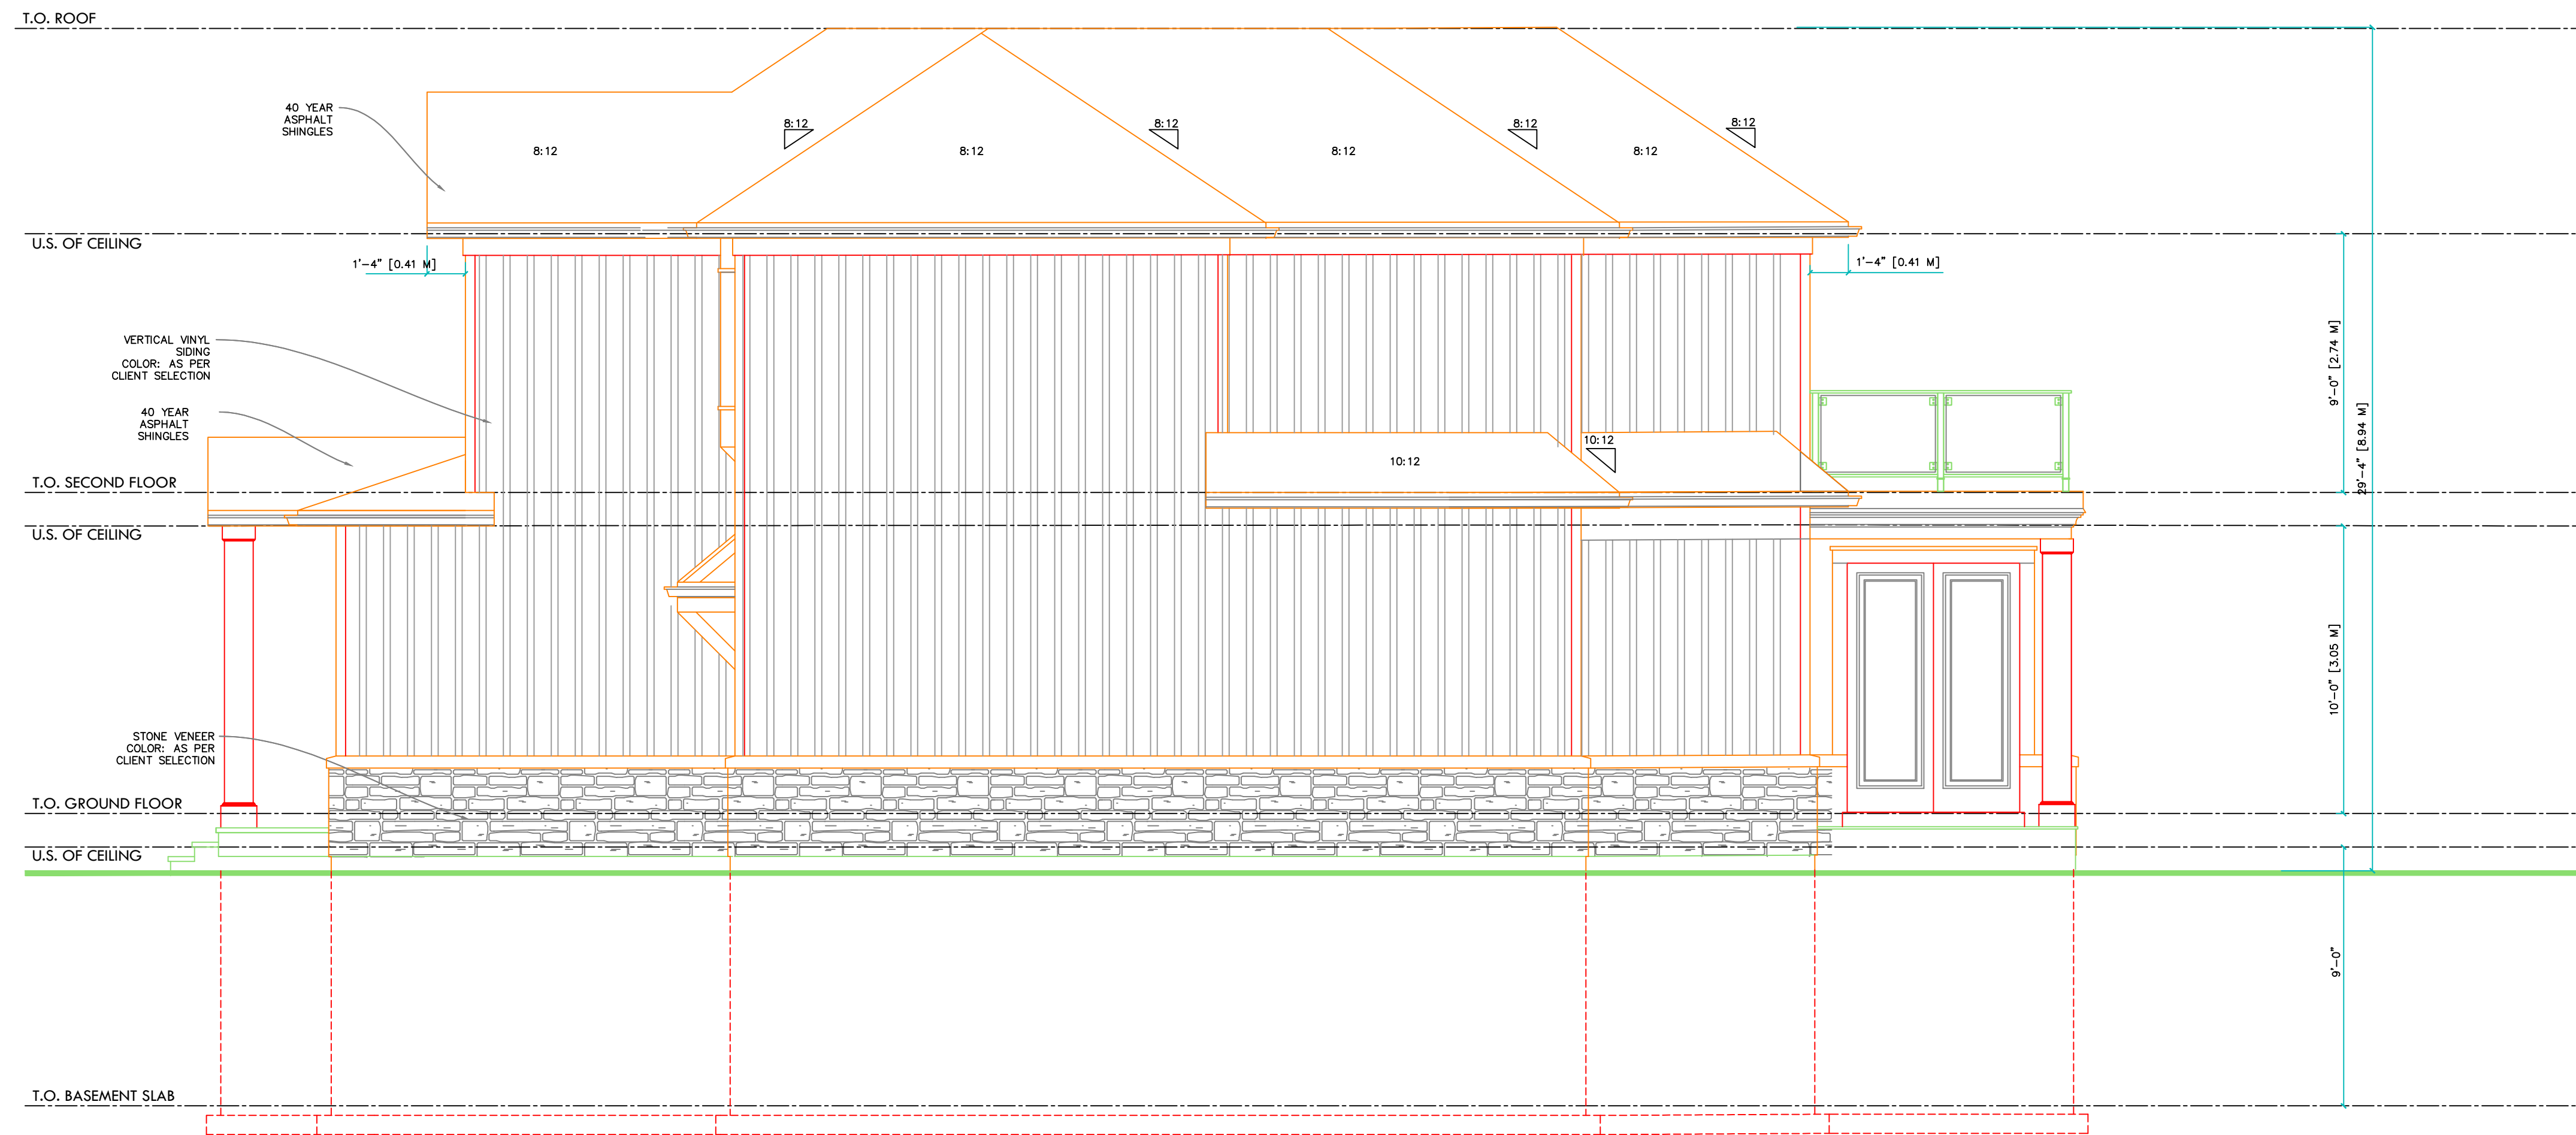 T.O. ROOF
40 YEAR
ASPHALT
SHINGLES
8:12
8:12
8:12
8:12
8:12
8:12
8:12
8:12
U.S. OF CEILING
1'-4" [0.41 M]
1'-4" [0.41 M]
VERTICAL VINYL
SIDING
COLOR: AS PER
CLIENT SELECTION
9'-0" [2.74 M]
29'-4" [8.94 M]
40 YEAR
ASPHALT
SHINGLES
10:12
10:12
T.O. SECOND FLOOR
U.S. OF CEILING
10'-0" [3.05 M]
STONE VENEER
COLOR: AS PER
CLIENT SELECTION
T.O. GROUND FLOOR
U.S. OF CEILING
9'-0"
T.O. BASEMENT SLAB